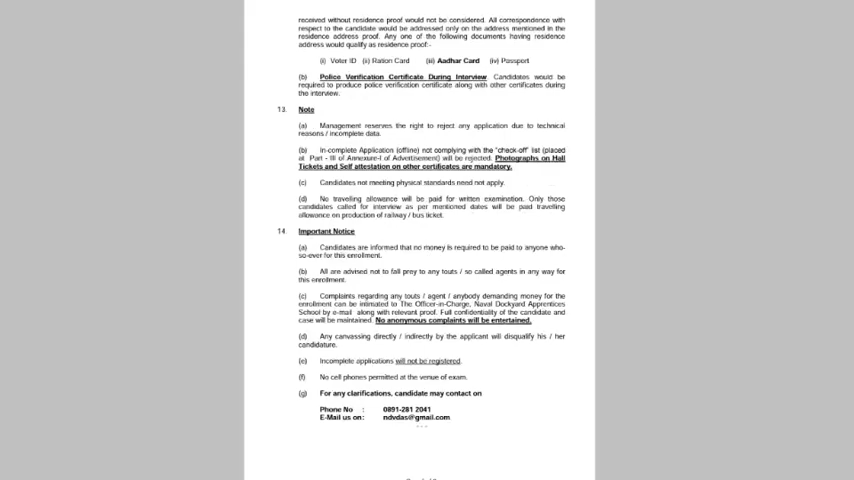 received without residence proof would not be considered. All correspondence with
respect to the candidate would be addressed only on the address mentioned in the
residence address proof. Any one of the following documents having residence
address would qualify as residence proof:-
(i) Voter ID (ii) Ration Card (iii) Aadhar Card (iv) Passport
(b) Police Verification Certificate During Interview. Candidates would be
required to produce police verification certificate along with other certificates during
the interview.
13. Note
(a) Management reserves the right to reject any application due to technical
reasons / incomplete data.
(b) In-complete Application (offline) not complying with the "check-off" list (placed
at Part - III of Annexure-I of Advertisement) will be rejected. Photographs on Hall
Tickets and Self attestation on other certificates are mandatory.
(c) Candidates not meeting physical standards need not apply.
(d) No travelling allowance will be paid for written examination. Only those
candidates called for interview as per mentioned dates will be paid travelling
allowance on production of railway / bus ticket.
14. Important Notice
(a) Candidates are informed that no money is required to be paid to anyone who-
so-ever for this enrollment.
(b) All are advised not to fall prey to any touts / so called agents in any way for
this enrollment.
(c) Complaints regarding any touts / agent / anybody demanding money for the
enrollment can be intimated to The Officer-in-Charge, Naval Dockyard Apprentices
School by e-mail along with relevant proof. Full confidentiality of the candidate and
case will be maintained. No anonymous complaints will be entertained.
(d) Any canvassing directly / indirectly by the applicant will disqualify his / her
candidature.
(e) Incomplete applications will not be registered.
(f) No cell phones permitted at the venue of exam.
(g) For any clarifications, candidate may contact on
Phone No : 0891-281 2041
E-Mail us on: ndvdas@gmail.com